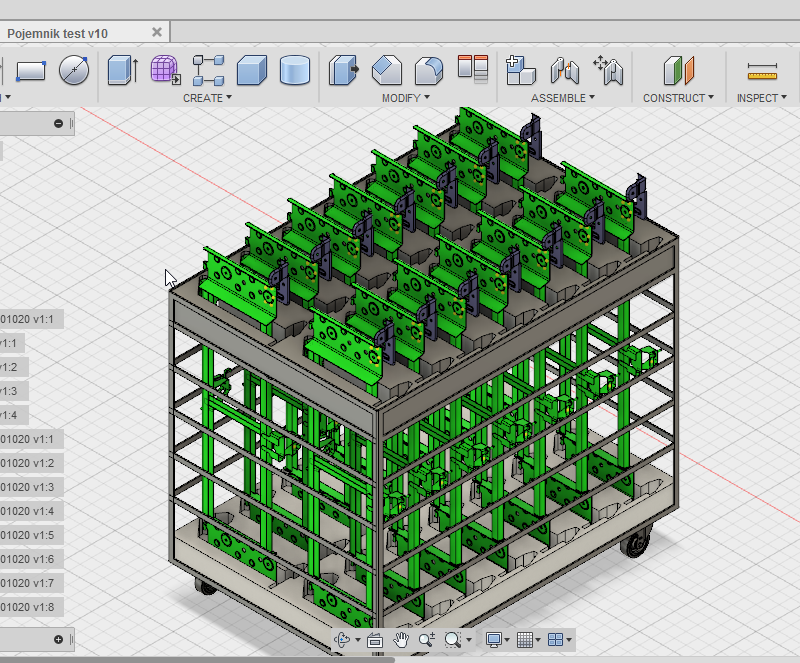 Pojemnik test v10
CREATE
MODIFY
ASSEMBLE
CONSTRUCT
INSPECT
01020 v1:1
v1:1
v1:2
v1:3
v1:4
01020 v1:1
01020 v1:2
01020 v1:3
01020 v1:4
01020 v1:5
01020 v1:6
01020 v1:7
01020 v1:8